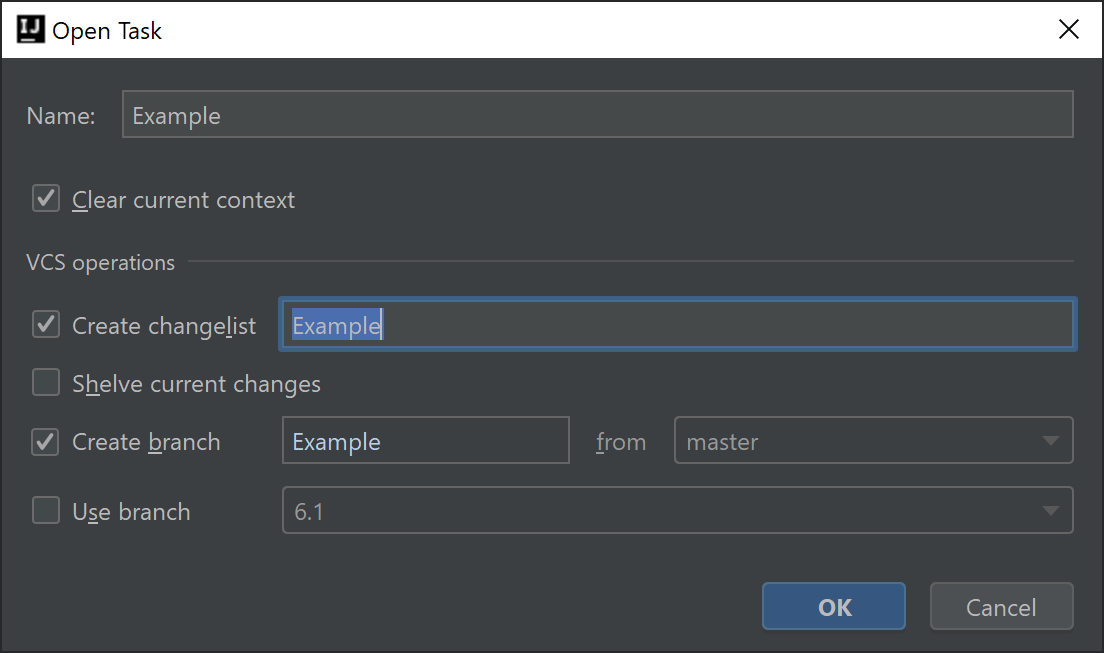 IJ Open Task
Name: Example
Clear current context
VCS operations
Create changelist Example
Shelve current changes
Create branch Example from master
Use branch 6.1
OK Cancel